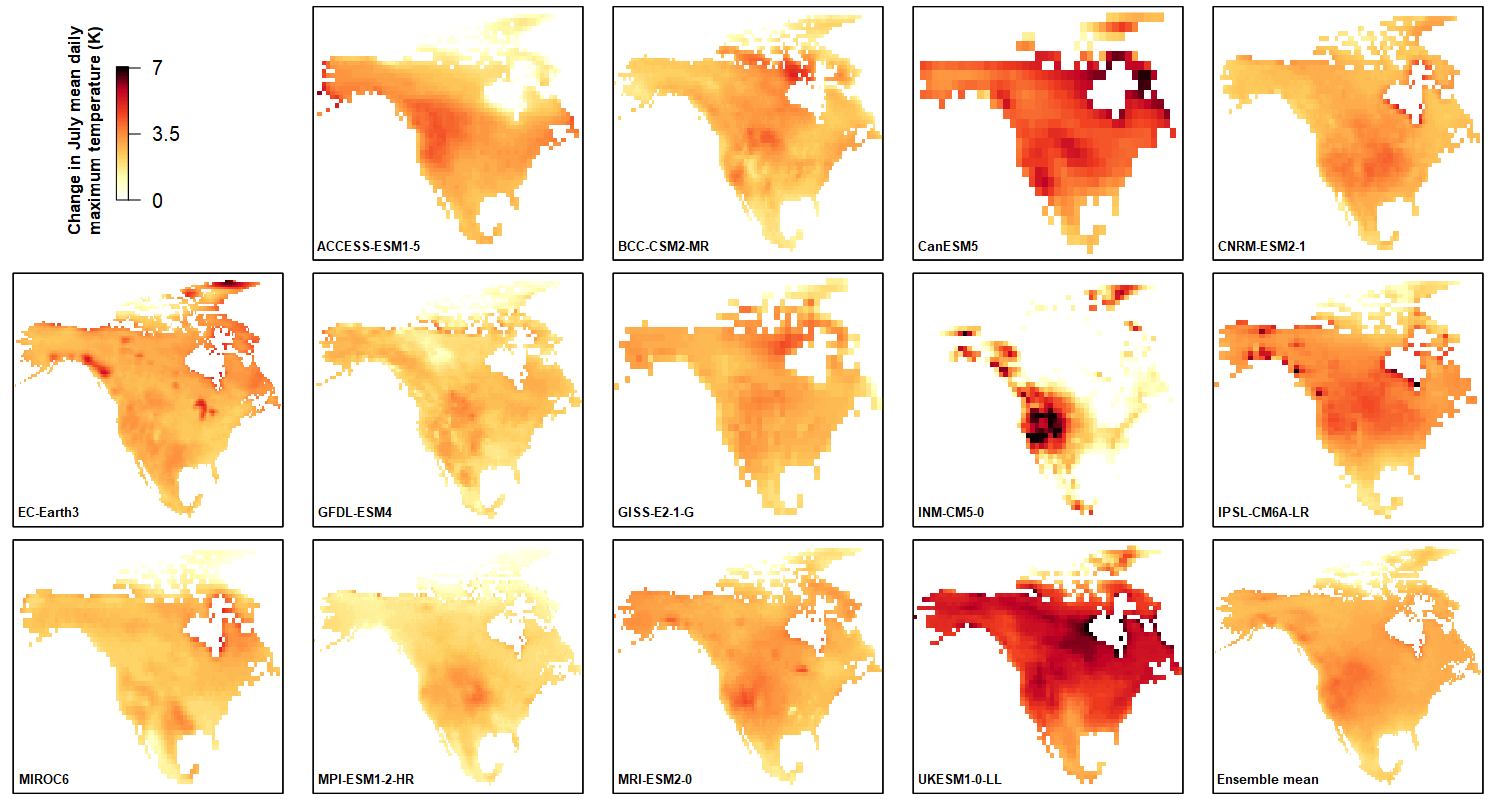 Change in July mean daily
maximum temperature (K)
7
3.5
0
ACCESS-ESM1-5
BCC-CSM2-MR
CanESM5
CNRM-ESM2-1
EC-Earth3
GFDL-ESM4
GISS-E2-1-G
INM-CM5-0
IPSL-CM6A-LR
MIROC6
MPI-ESM1-2-HR
MRI-ESM2-0
UKESM1-0-LL
Ensemble mean